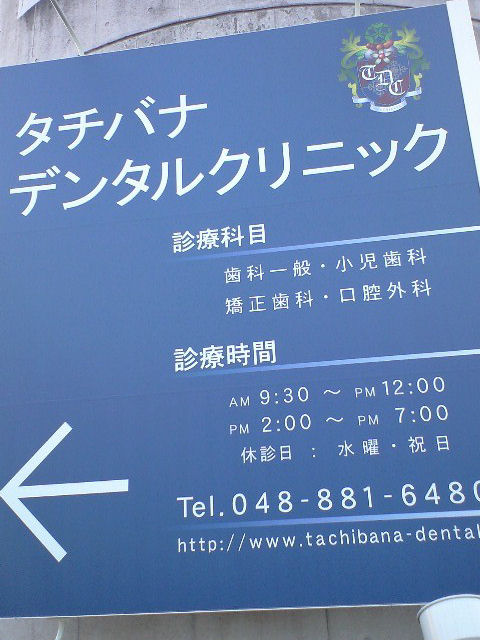 TDC
タチバナ
デンタルクリニック
診療科目
歯科一般・小児歯科
矯正歯科・口腔外科
診療時間
AM 9:30 ～ PM 12:00
PM 2:00 ～ PM 7:00
休診日 : 水曜・祝日
Tel.048-881-6480
http://www.tachibana-dental